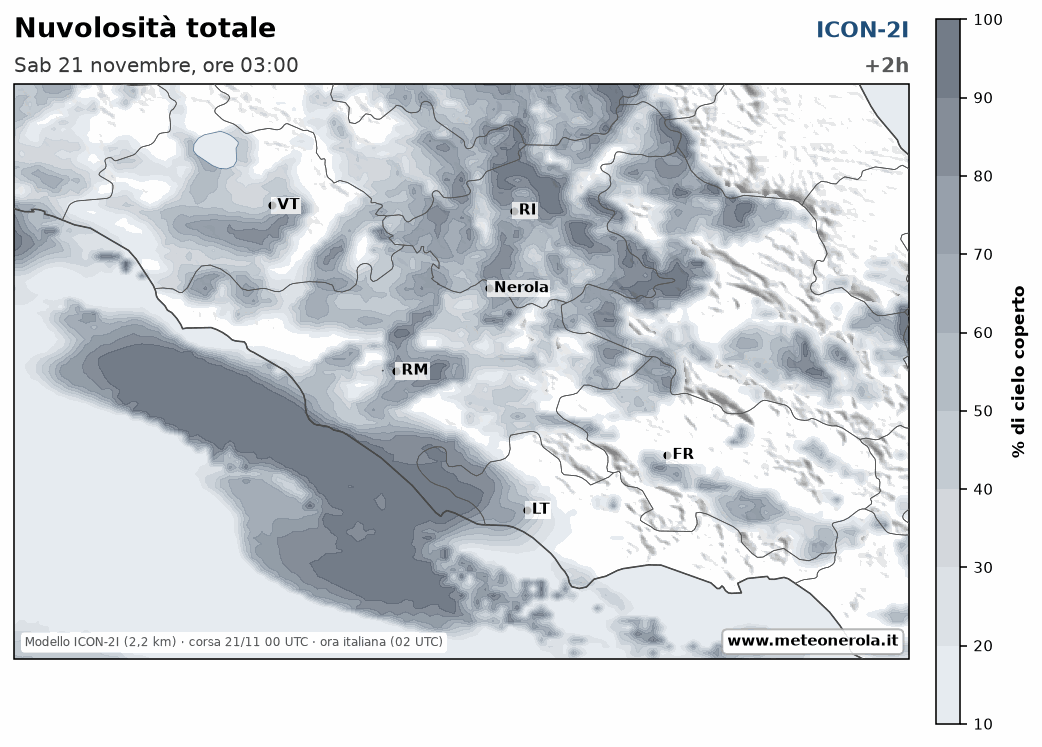 Nuvolosità totale
ICON-2I
Sab 21 novembre, ore 03:00
+2h
VT
RI
Nerola
RM
FR
LT
Modello ICON-2I (2,2 km) · corsa 21/11 00 UTC · ora italiana (02 UTC)
www.meteonerola.it
100
90
80
70
60
50
40
30
20
10
% di cielo coperto